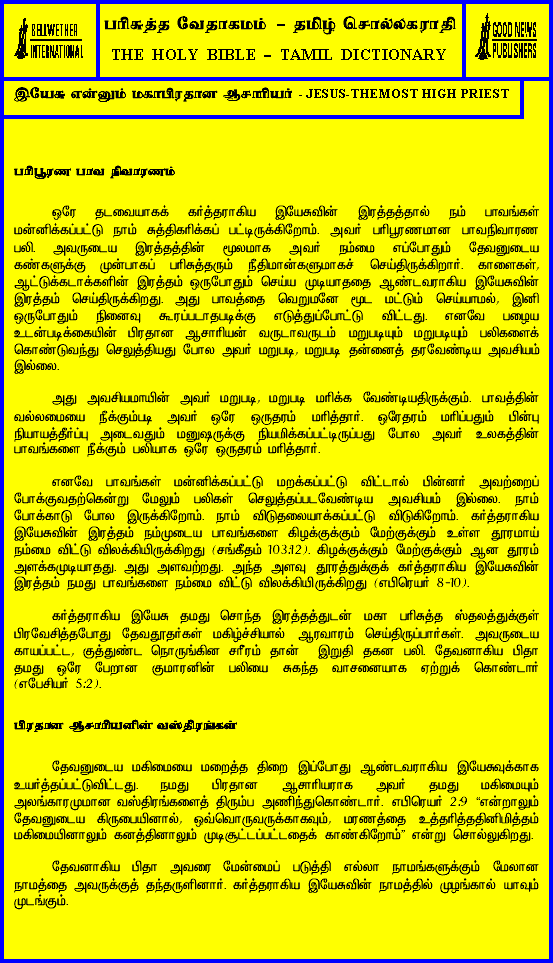 BELLWETHER
INTERNATIONAL
பரிசுத்த வேதாகமம் – தமிழ் சொல்லகராதி
THE HOLY BIBLE – TAMIL DICTIONARY
GOOD NEWS
PUBLISHERS
இயேசு என்னும் மகாபிரதான ஆசாரியர் - JESUS-THEMOST HIGH PRIEST
பரிபூரண பாவ நிவாரணம்
ஒரே தடவையாகக் கர்த்தராகிய இயேசுவின் இரத்தத்தால் நம் பாவங்கள்
மன்னிக்கப்பட்டு நாம் சுத்திகரிக்கப் பட்டிருக்கிறோம். அவர் பரிபூரணமான பாவநிவாரண
பலி. அவருடைய இரத்தத்தின் மூலமாக அவர் நம்மை எப்போதும் தேவனுடைய
கண்களுக்கு முன்பாகப் பரிசுத்தரும் நீதிமான்களுமாகச் செய்திருக்கிறார். காளைகள்,
ஆட்டுக்கடாக்களின் இரத்தம் ஒருபோதும் செய்ய முடியாததை ஆண்டவராகிய இயேசுவின்
இரத்தம் செய்திருக்கிறது. அது பாவத்தை வெறுமனே மூட மட்டும் செய்யாமல், இனி
ஒருபோதும் நினைவு கூரப்படாதபடிக்கு எடுத்துப்போட்டு விட்டது. எனவே பழைய
உடன்படிக்கையின் பிரதான ஆசாரியன் வருடாவருடம் மறுபடியும் மறுபடியும் பலிகளைக்
கொண்டுவந்து செலுத்தியது போல அவர் மறுபடி, மறுபடி தன்னைத் தரவேண்டிய அவசியம்
இல்லை.
அது அவசியமாயின் அவர் மறுபடி, மறுபடி மரிக்க வேண்டியதிருக்கும். பாவத்தின்
வல்லமையை நீக்கும்படி அவர் ஒரே ஒருதரம் மரித்தார். ஒரேதரம் மரிப்பதும் பின்பு
நியாயத்தீர்ப்பு அடைவதும் மனுஷருக்கு நியமிக்கப்பட்டிருப்பது போல அவர் உலகத்தின்
பாவங்களை நீக்கும் பலியாக ஒரே ஒருதரம் மரித்தார்.
எனவே பாவங்கள் மன்னிக்கப்பட்டு மறக்கப்பட்டு விட்டால் பின்னர் அவற்றைப்
போக்குவதற்கென்று மேலும் பலிகள் செலுத்தப்படவேண்டிய அவசியம் இல்லை. நாம்
போக்காடு போல இருக்கிறோம். நாம் விடுதலையாக்கப்பட்டு விடுகிறோம். கர்த்தராகிய
இயேசுவின் இரத்தம் நம்முடைய பாவங்களை கிழக்குக்கும் மேற்குக்கும் உள்ள தூரமாய்
நம்மை விட்டு விலக்கியிருக்கிறது (சங்கீதம் 103:12). கிழக்குக்கும் மேற்குக்கும் ஆன தூரம்
அளக்கமுடியாதது. அது அளவற்றது. அந்த அளவு தூரத்துக்குக் கர்த்தராகிய இயேசுவின்
இரத்தம் நமது பாவங்களை நம்மை விட்டு விலக்கியிருக்கிறது (எபிரெயர் 8-10).
கர்த்தராகிய இயேசு தமது சொந்த இரத்தத்துடன் மகா பரிசுத்த ஸ்தலத்துக்குள்
பிரவேசித்தபோது தேவதூதர்கள் மகிழ்ச்சியால் ஆரவாரம் செய்திருப்பார்கள். அவருடைய
காயப்பட்ட, குத்துண்ட நொருங்கின சரீரம் தான் இறுதி தகன பலி. தேவனாகிய பிதா
தமது ஒரே பேறான குமாரனின் பலியை சுகந்த வாசனையாக ஏற்றுக் கொண்டார்
(எபேசியர் 5:2).
பிரதான ஆசாரியனின் வஸ்திரங்கள்
தேவனுடைய மகிமையை மறைத்த திறை இப்போது ஆண்டவராகிய இயேசுவுக்காக
உயர்த்தப்பட்டுவிட்டது. நமது பிரதான ஆசாரியராக அவர் தமது மகிமையும்
அலங்காரமுமான வஸ்திரங்களைத் திரும்ப அணிந்துகொண்டார். எபிரெயர் 2:9 “என்றாலும்
தேவனுடைய கிருபையினால், ஒவ்வொருவருக்காகவும், மரணத்தை உத்தரித்ததினிமித்தம்
மகிமையினாலும் கனத்தினாலும் முடிசூட்டப்பட்டதைக் காண்கிறோம்” என்று சொல்லுகிறது.
தேவனாகிய பிதா அவரை மேன்மைப் படுத்தி எல்லா நாமங்களுக்கும் மேலான
நாமத்தை அவருக்குத் தந்தருளினார். கர்த்தராகிய இயேசுவின் நாமத்தில் முழங்கால் யாவும்
முடங்கும்.